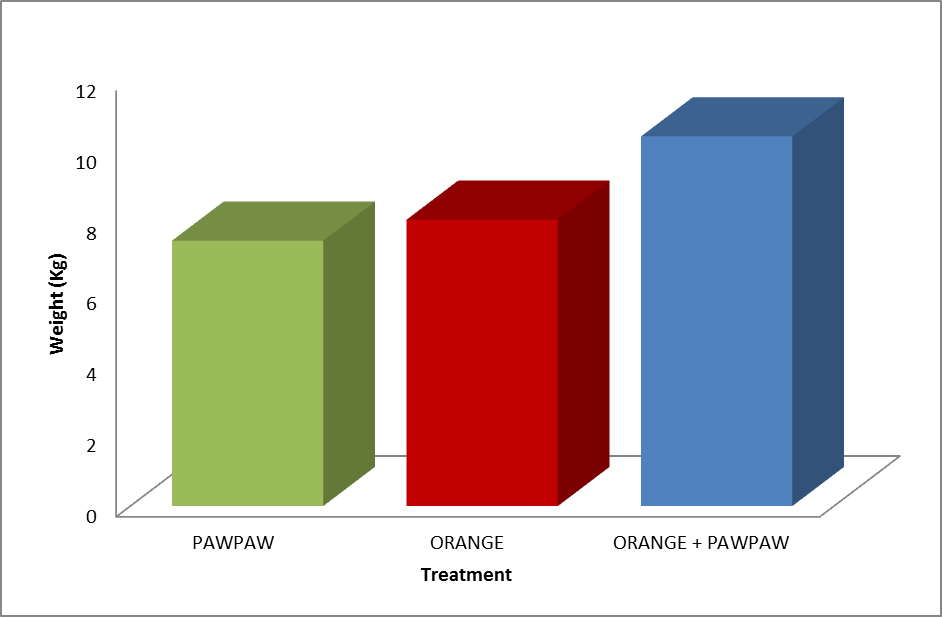 12
10
8
6
4
2
0
Weight (Kg)
PAWPAW
ORANGE
ORANGE + PAWPAW
Treatment